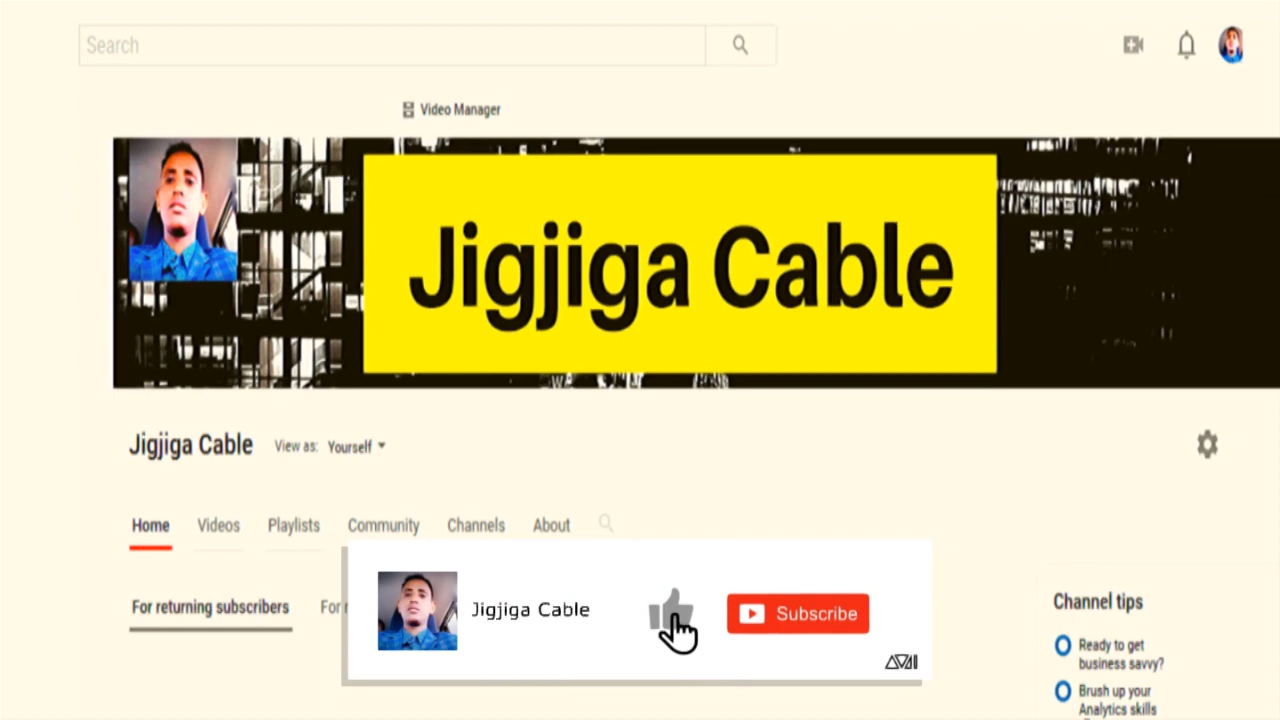 Search
Video Manager
Jigjiga Cable
Jigjiga Cable View as: Yourself
Home Videos Playlists Community Channels About
For returning subscribers For
Jigjiga Cable Subscribe
Channel tips
Ready to get
business savvy?
Brush up your
Analytics skills